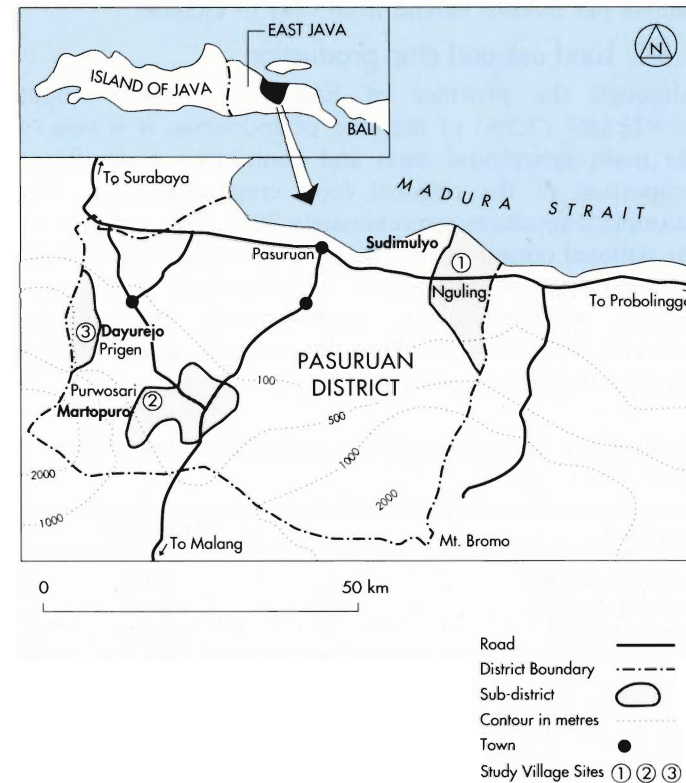 EAST JAVA
N
ISLAND OF JAVA
BALI
To Surabaya
MADURA STRAIT
Sudimulyo
Pasuruan
①
Nguling
To Probolinggo
③ Dayurejo
Prigen
PASURUAN
DISTRICT
Purwosari
②
Martopuro
100
500
1000
2000
2000
1000
To Malang
Mt. Bromo
0 50 km
Road
District Boundary
Sub-district
Contour in metres
Town
Study Village Sites ① ② ③